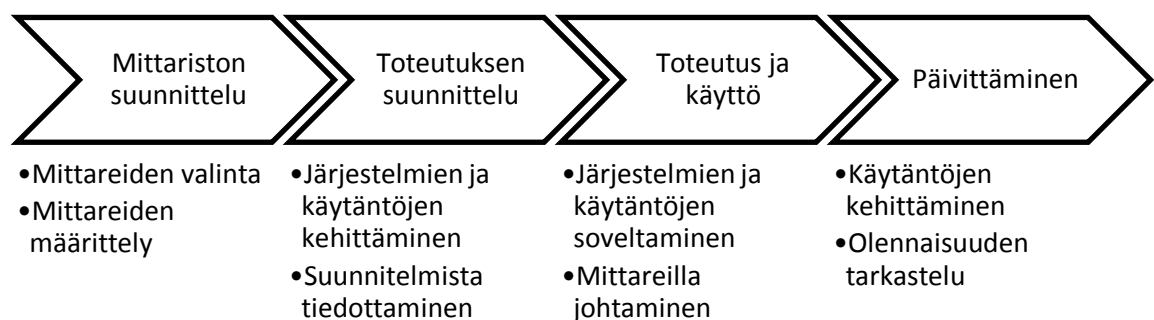 Mittariston
suunnittelu
Toteutuksen
suunnittelu
Toteutus ja
käyttö
Päivittäminen
•Mittareiden valinta
•Mittareiden
määrittely
•Järjestelmien ja
käytäntöjen
kehittäminen
•Suunnitelmista
tiedottaminen
•Järjestelmien ja
käytäntöjen
soveltaminen
•Mittareilla
johtaminen
•Käytäntöjen
kehittäminen
•Olennaisuuden
tarkastelu